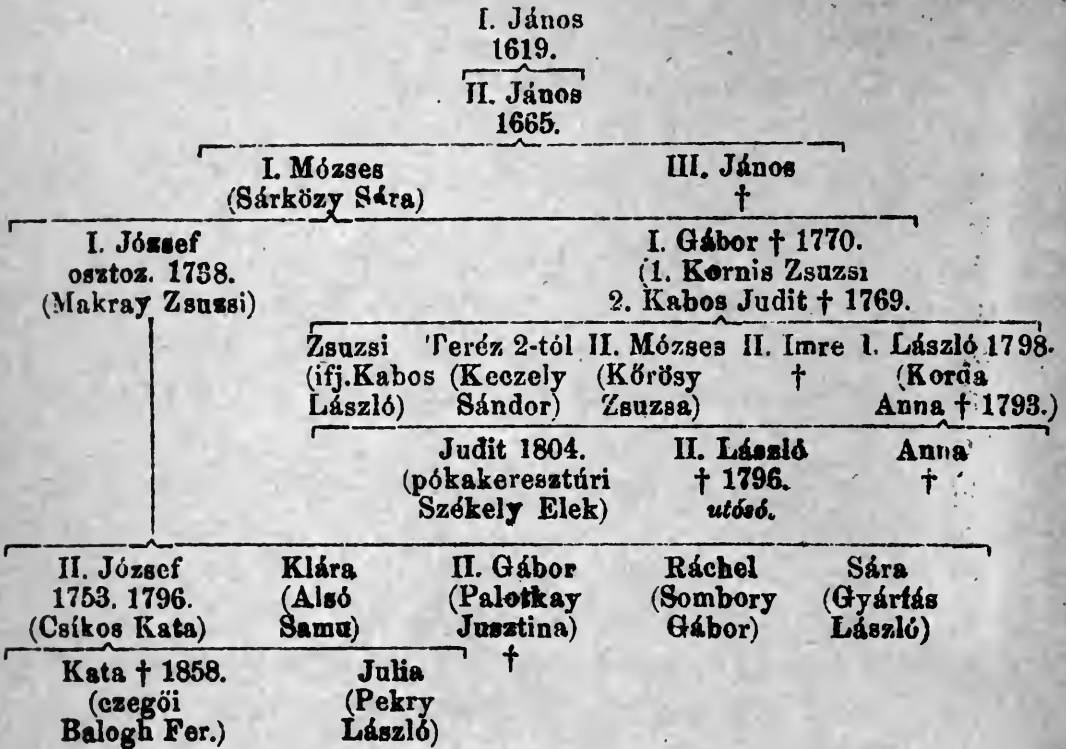 I. János
1619.
II. János
1665.
I. Mózses III. János
(Sárközy Sára) †
I. József I. Gábor † 1770.
osztoz. 1738. (1. Kornis Zsuzsi
(Makray Zsuzsi) 2. Kabos Judit † 1769.
Zsuzsi Teréz 2-tól II. Mózses II. Imre I. László 1798.
(ifj. Kabos (Keczely (Kőrösy † (Korda
László) Sándor) Zsuzsa) Anna † 1793.)
Judit 1804. II. László Anna
(pókakeresztúri † 1796. †
Székely Elek) utósó.
II. József Klára II. Gábor Ráchel Sára
1753. 1796. (Alsó (Palotkay (Sombory (Gyárfás
(Csíkos Kata) Samu) Jusztina) Gábor) László)
†
Kata † 1858. Julia
(czegői (Pekry
Balogh Fer.) László)